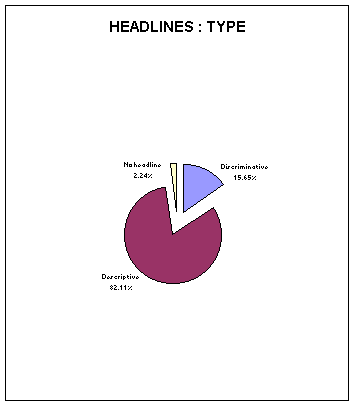 HEADLINES : TYPE
No headline
2.24%
Discriminative
15.65%
Descriptive
82.11%